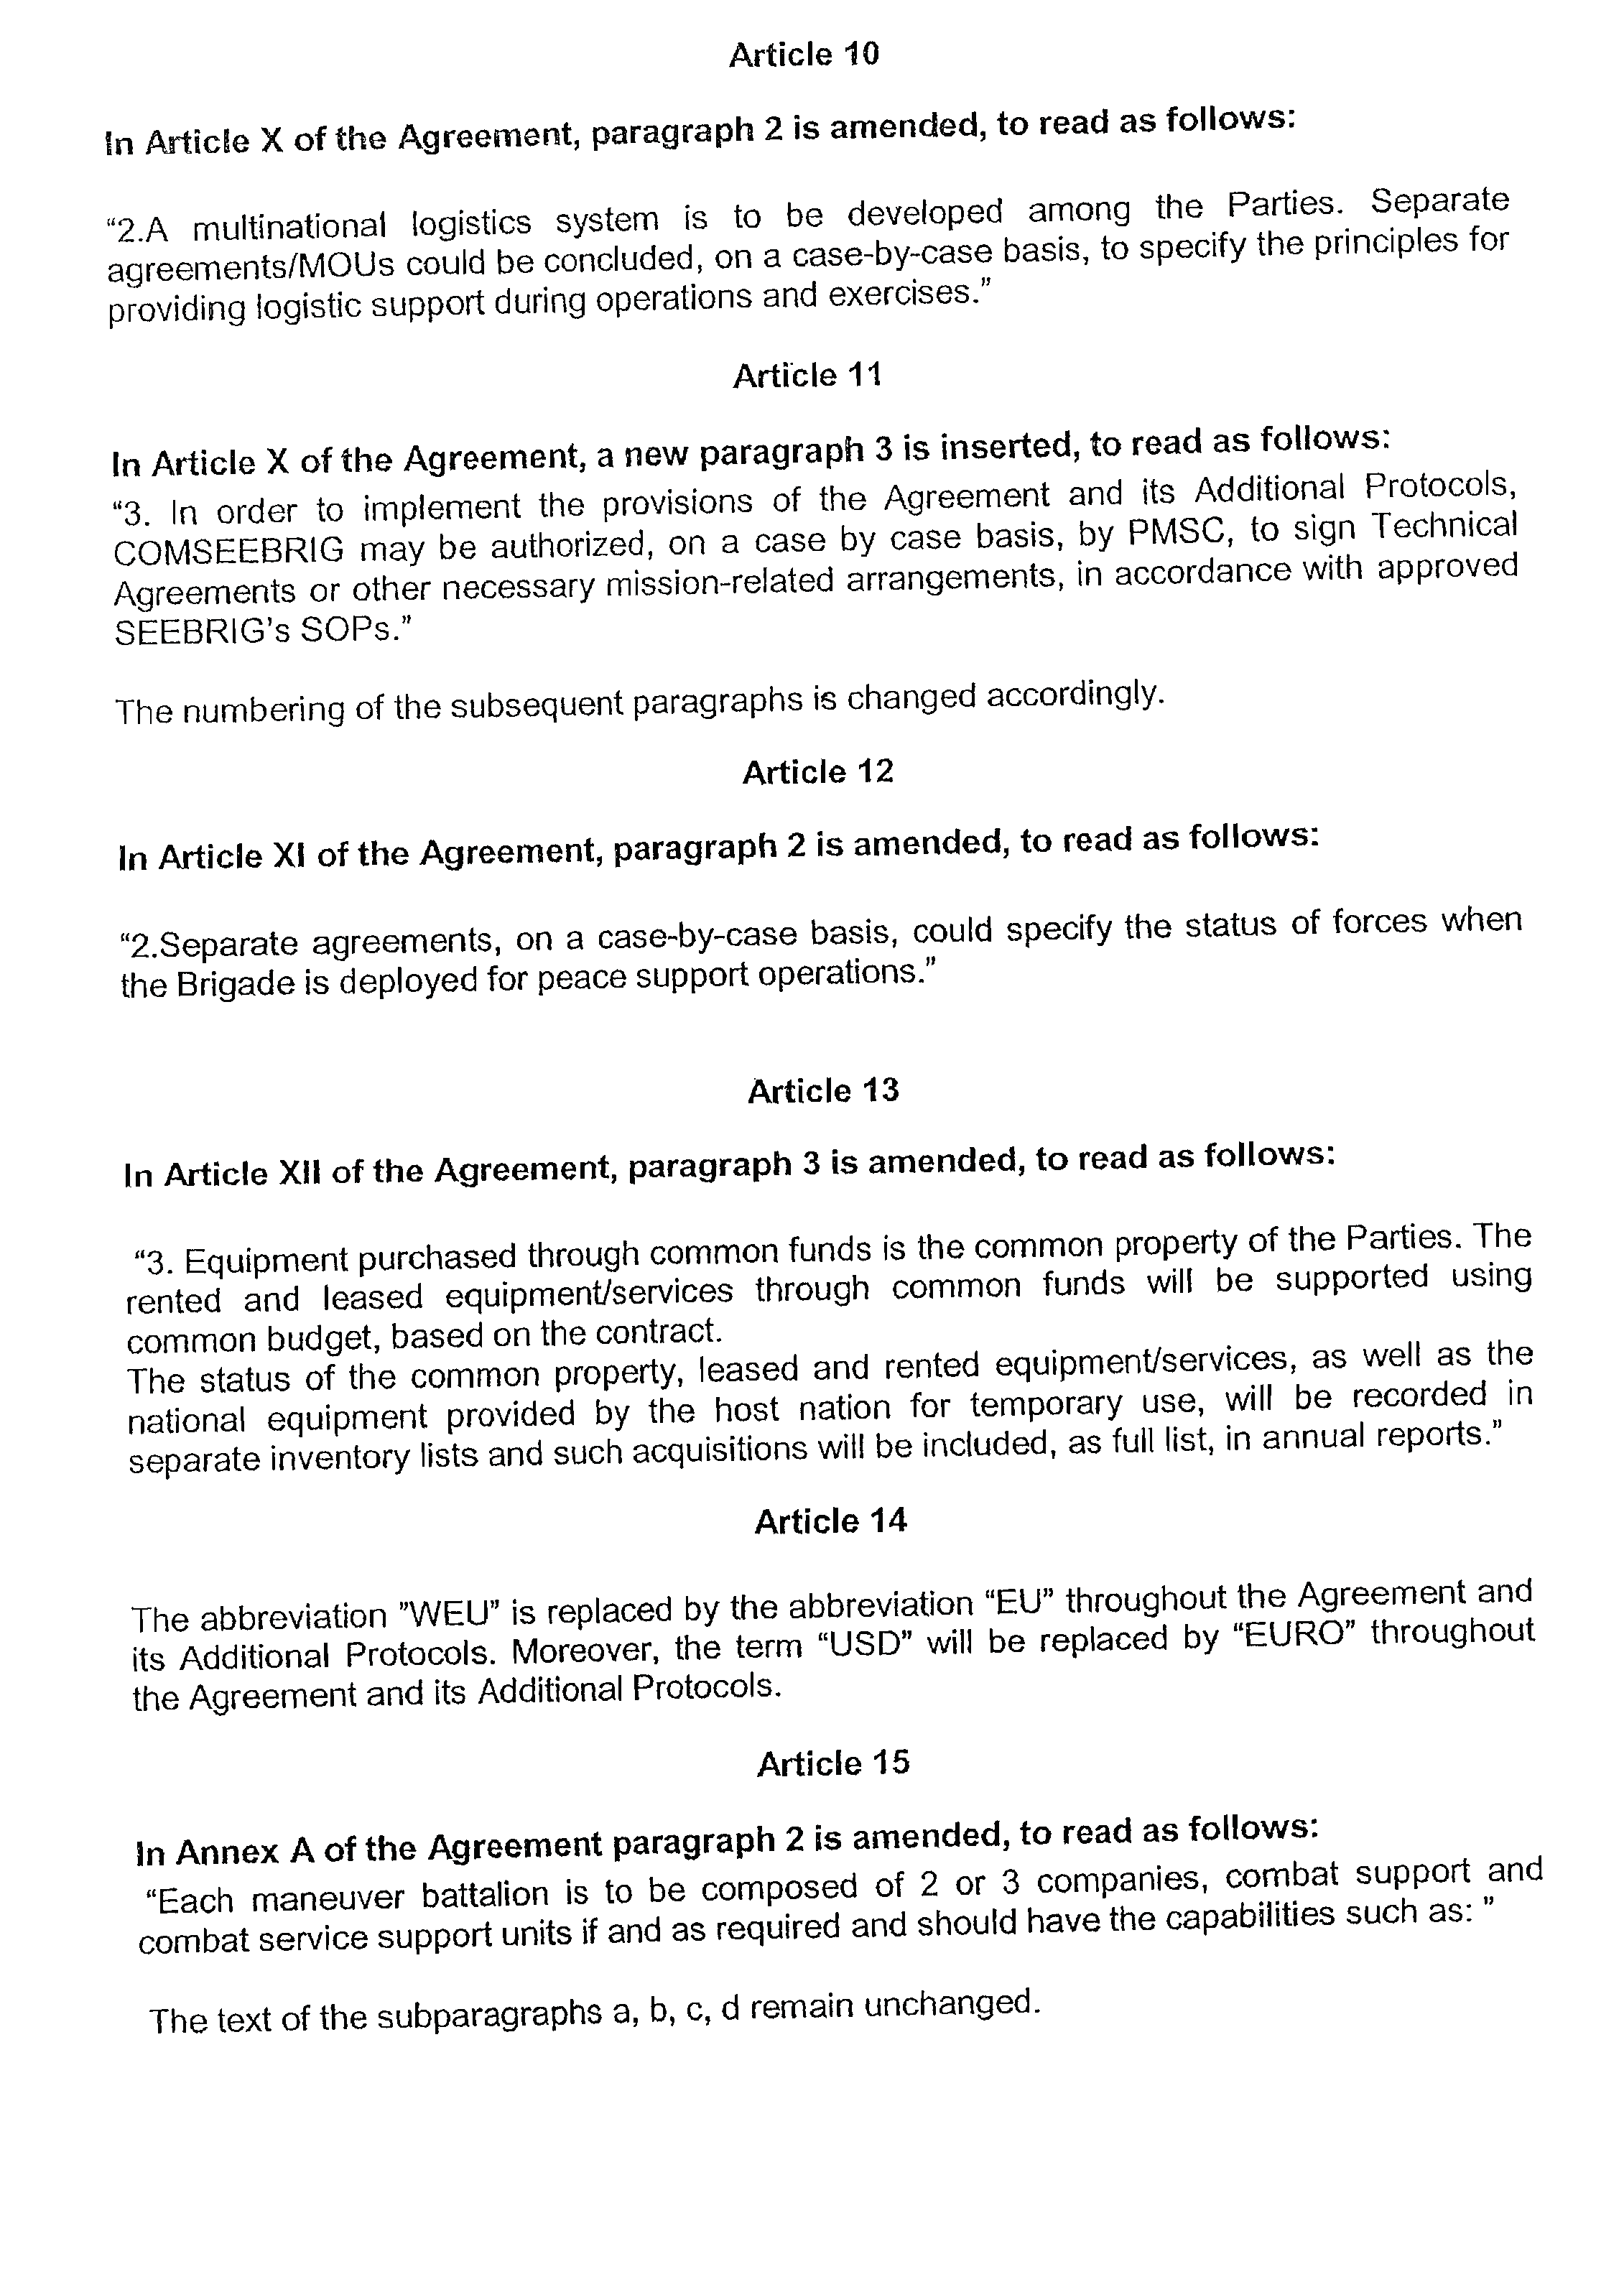 Article 10
In Article X of the Agreement, paragraph 2 is amended, to read as follows:
“2.A multinational logistics system is to be developed among the Parties. Separate
agreements/MOUs could be concluded, on a case-by-case basis, to specify the principles for
providing logistic support during operations and exercises.”
Article 11
In Article X of the Agreement, a new paragraph 3 is inserted, to read as follows:
“3. In order to implement the provisions of the Agreement and its Additional Protocols,
COMSEEBRIG may be authorized, on a case by case basis, by PMSC, to sign Technical
Agreements or other necessary mission-related arrangements, in accordance with approved
SEEBRIG’s SOPs.”
The numbering of the subsequent paragraphs is changed accordingly.
Article 12
In Article XI of the Agreement, paragraph 2 is amended, to read as follows:
“2.Separate agreements, on a case-by-case basis, could specify the status of forces when
the Brigade is deployed for peace support operations.”
Article 13
In Article XII of the Agreement, paragraph 3 is amended, to read as follows:
“3. Equipment purchased through common funds is the common property of the Parties. The
rented and leased equipment/services through common funds will be supported using
common budget, based on the contract.
The status of the common property, leased and rented equipment/services, as well as the
national equipment provided by the host nation for temporary use, will be recorded in
separate inventory lists and such acquisitions will be included, as full list, in annual reports.”
Article 14
The abbreviation ”WEU” is replaced by the abbreviation “EU” throughout the Agreement and
its Additional Protocols. Moreover, the term “USD” will be replaced by “EURO” throughout
the Agreement and its Additional Protocols.
Article 15
In Annex A of the Agreement paragraph 2 is amended, to read as follows:
“Each maneuver battalion is to be composed of 2 or 3 companies, combat support and
combat service support units if and as required and should have the capabilities such as: ”
The text of the subparagraphs a, b, c, d remain unchanged.